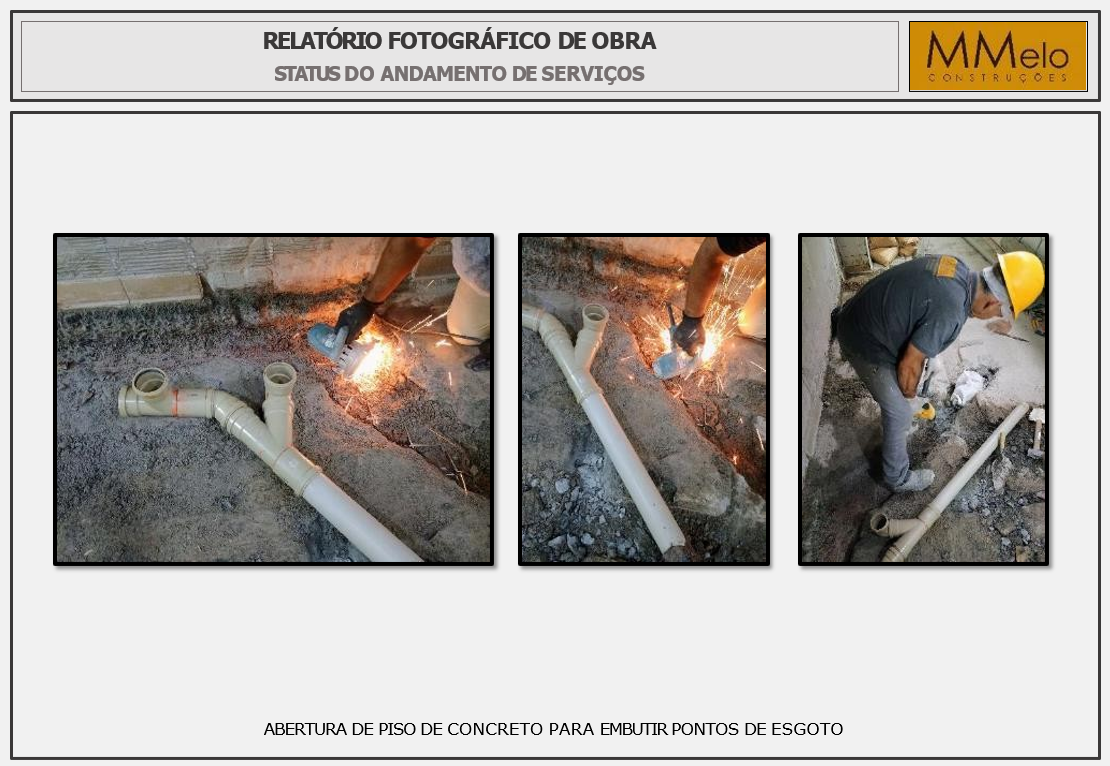 RELATÓRIO FOTOGRÁFICO DE OBRA
STATUS DO ANDAMENTO DE SERVIÇOS
MMelo
CONSTRUÇÕES
ABERTURA DE PISO DE CONCRETO PARA EMBUTIR PONTOS DE ESGOTO